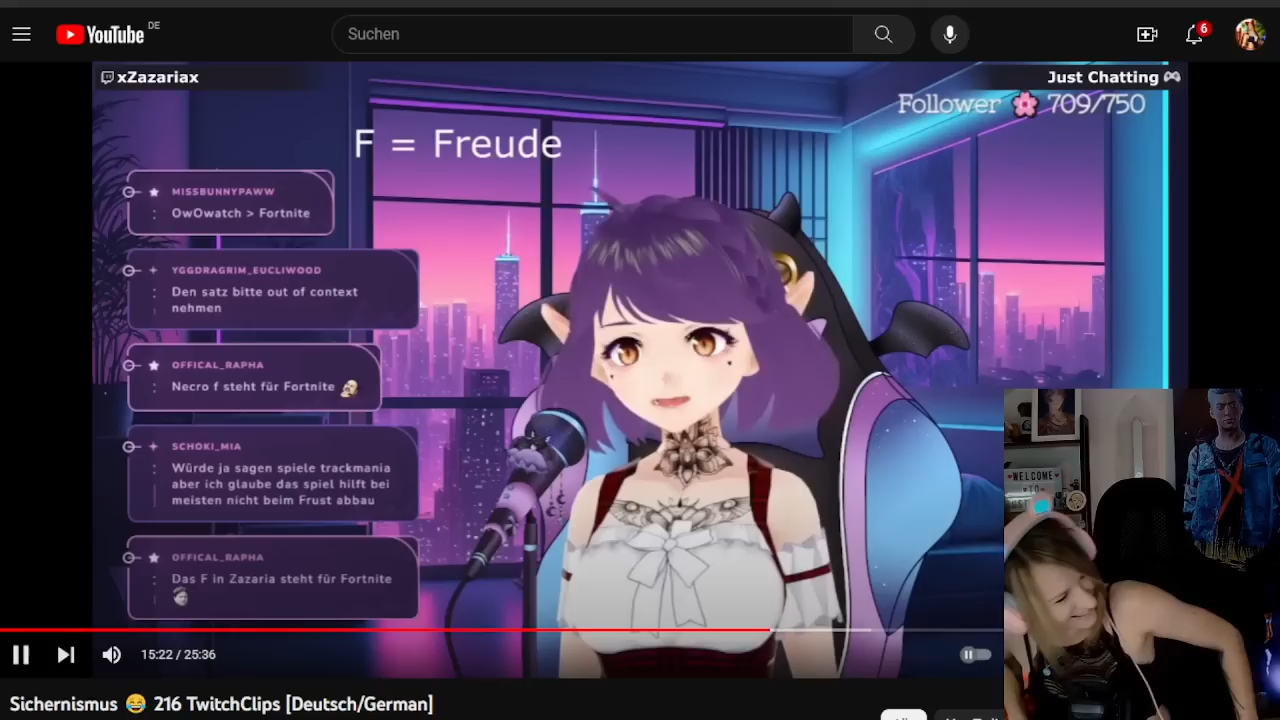 YouTube DE
Suchen
6
xZazariax
Just Chatting
Follower 709/750
F = Freude
MISSBUNNYPAWW
OwOwatch > Fortnite
YGGDRAGRIM_EUCLIWOOD
Den satz bitte out of context
nehmen
OFFICAL_RAPHA
Necro f steht für Fortnite
SCHOKI_MIA
Würde ja sagen spiele trackmania
aber ich glaube das spiel hilft bei
meisten nicht beim Frust abbau
OFFICAL_RAPHA
Das F in Zazaria steht für Fortnite
WELCOME
TO
15:22 / 25:36
Sichernismus 😂 216 TwitchClips [Deutsch/German]